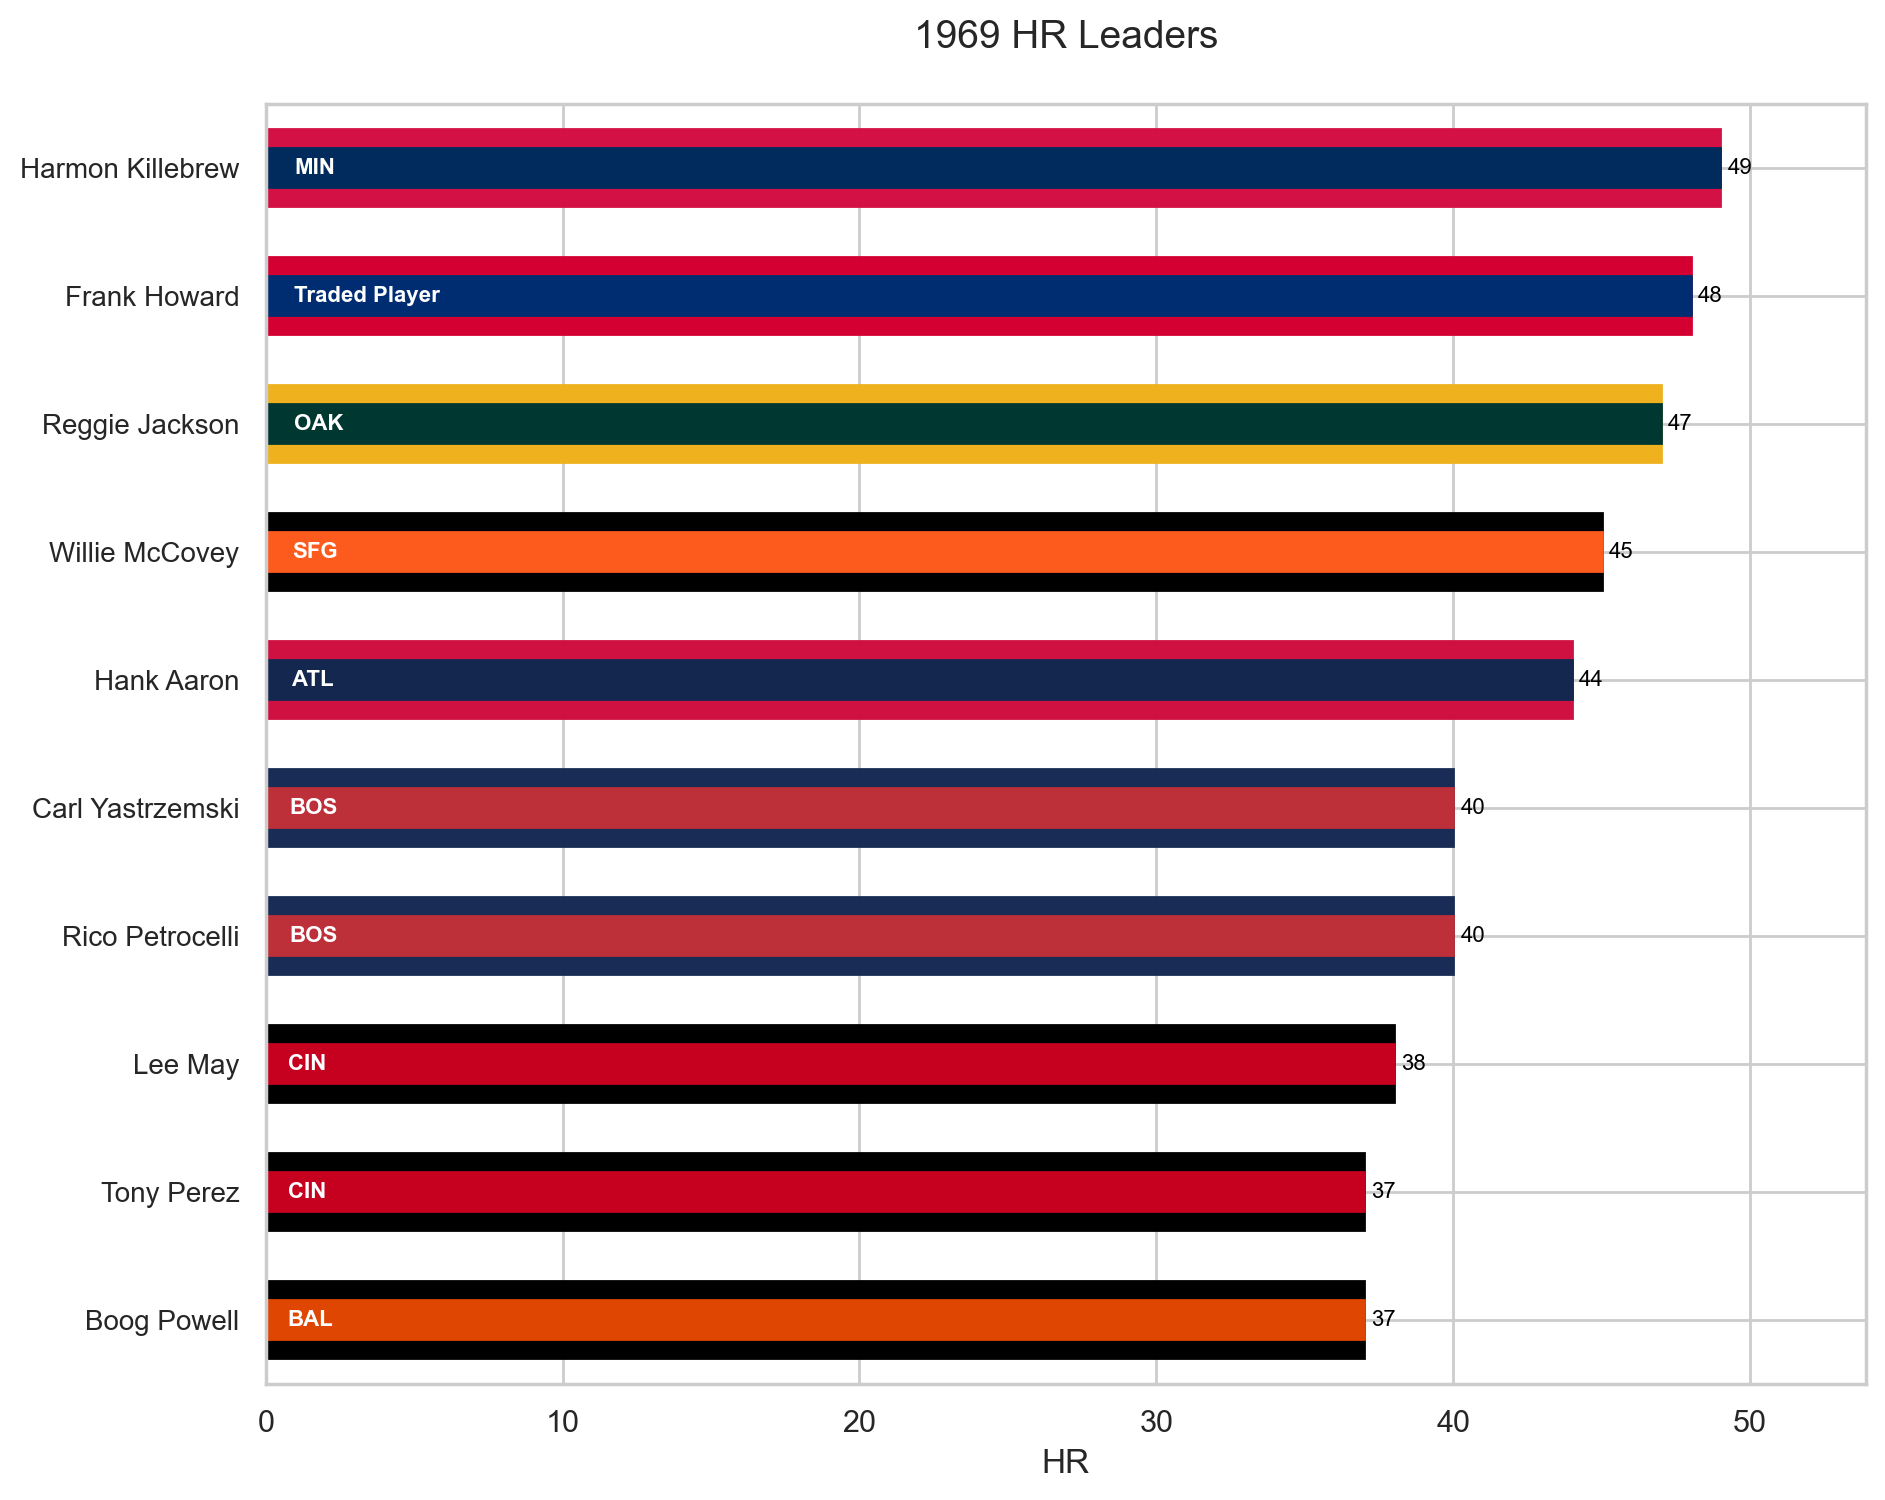 1969 HR Leaders
Harmon Killebrew MIN 49
Frank Howard Traded Player 48
Reggie Jackson OAK 47
Willie McCovey SFG 45
Hank Aaron ATL 44
Carl Yastrzemski BOS 40
Rico Petrocelli BOS 40
Lee May CIN 38
Tony Perez CIN 37
Boog Powell BAL 37
0 10 20 30 40 50
HR